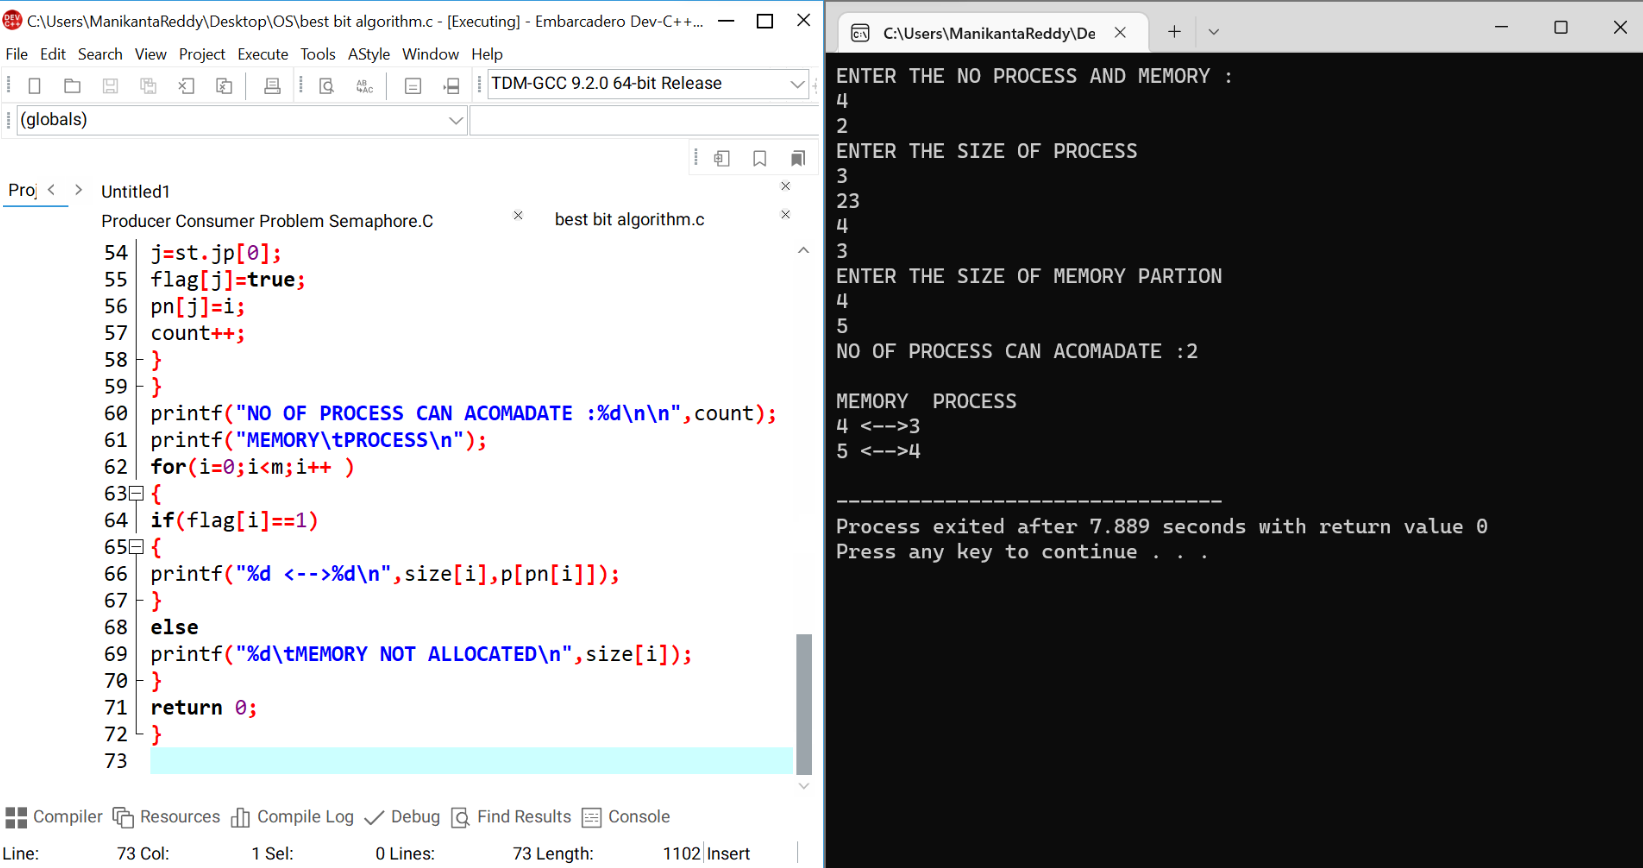 C:\Users\ManikantaReddy\Desktop\OS\best bit algorithm.c - [Executing] - Embarcadero Dev-C++...
File Edit Search View Project Execute Tools AStyle Window Help
TDM-GCC 9.2.0 64-bit Release
(globals)
Proj
Untitled1
Producer Consumer Problem Semaphore.C
best bit algorithm.c
54 j=st.jp[0];
55 flag[j]=true;
56 pn[j]=i;
57 count++;
58 }
59 }
60 printf("NO OF PROCESS CAN ACOMADATE :%d\n\n",count);
61 printf("MEMORY\tPROCESS\n");
62 for(i=0;i<m;i++ )
63 {
64 if(flag[i]==1)
65 {
66 printf("%d <-->%d\n",size[i],p[pn[i]]);
67 }
68 else
69 printf("%d\tMEMORY NOT ALLOCATED\n",size[i]);
70 }
71 return 0;
72 }
73
Compiler Resources Compile Log Debug Find Results Console
Line: 73 Col: 1 Sel: 0 Lines: 73 Length: 1102 Insert
C:\Users\ManikantaReddy\De
ENTER THE NO PROCESS AND MEMORY :
4
2
ENTER THE SIZE OF PROCESS
3
23
4
3
ENTER THE SIZE OF MEMORY PARTION
4
5
NO OF PROCESS CAN ACOMADATE :2
MEMORY  PROCESS
4 <-->3
5 <-->4
--------------------------------
Process exited after 7.889 seconds with return value 0
Press any key to continue . . .